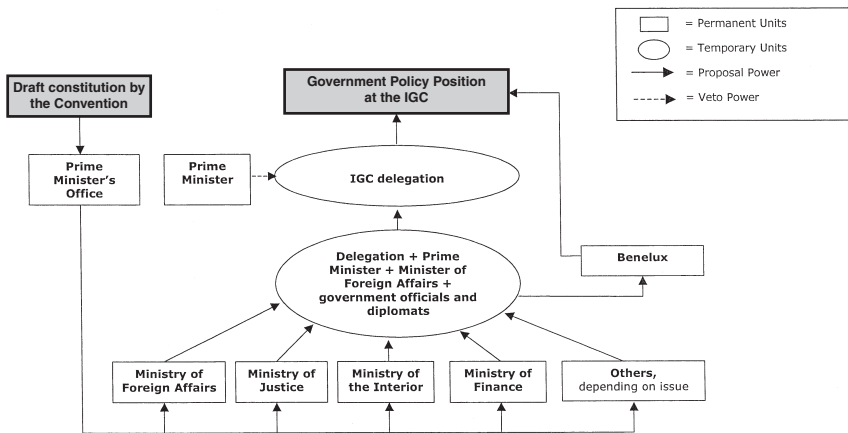 = Permanent Units
= Temporary Units
= Proposal Power
= Veto Power
Draft constitution by
the Convention
Government Policy Position
at the IGC
Prime
Minister’s
Office
Prime
Minister
IGC delegation
Delegation + Prime
Minister + Minister of
Foreign Affairs +
government officials and
diplomats
Benelux
Ministry of
Foreign Affairs
Ministry of
Justice
Ministry of
the Interior
Ministry of
Finance
Others,
depending on issue